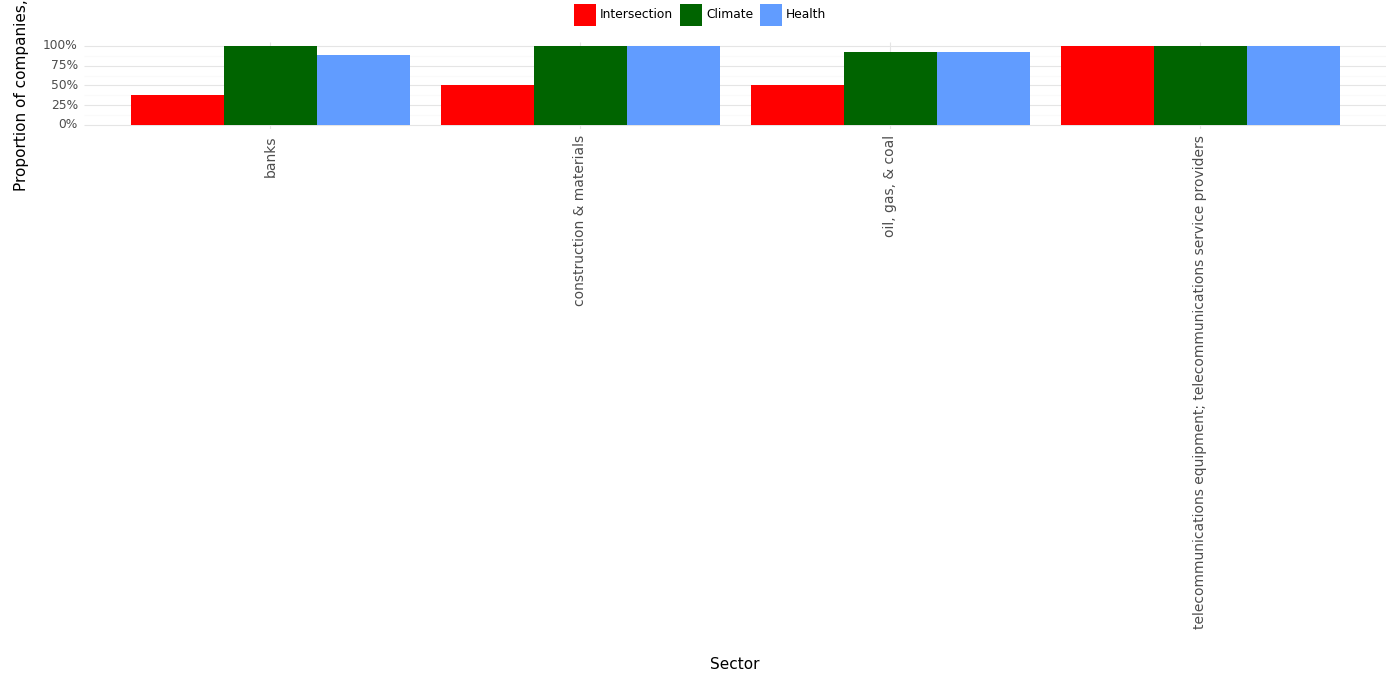 Intersection Climate Health
Proportion of companies,
100%
75%
50%
25%
0%
banks
construction & materials
oil, gas, & coal
telecommunications equipment; telecommunications service providers
Sector